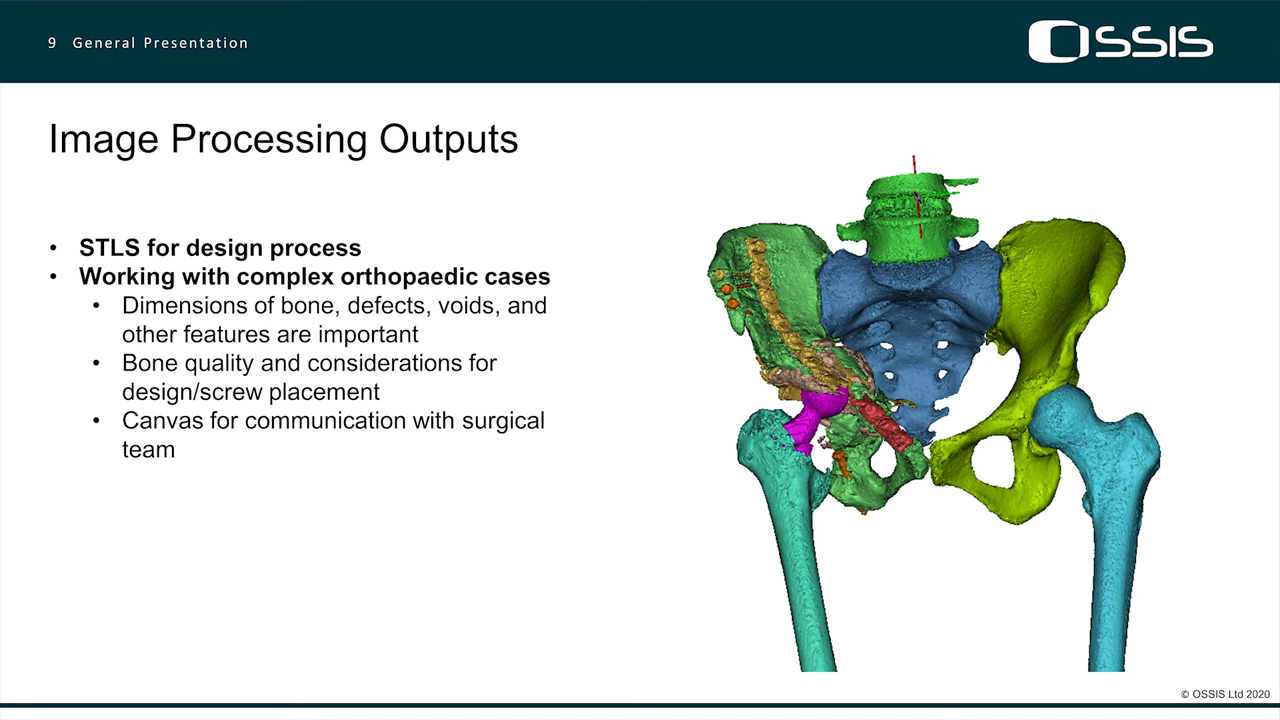 9 General Presentation
OSSIS
Image Processing Outputs
• STLS for design process
• Working with complex orthopaedic cases
• Dimensions of bone, defects, voids, and
other features are important
• Bone quality and considerations for
design/screw placement
• Canvas for communication with surgical
team
© OSSIS Ltd 2020